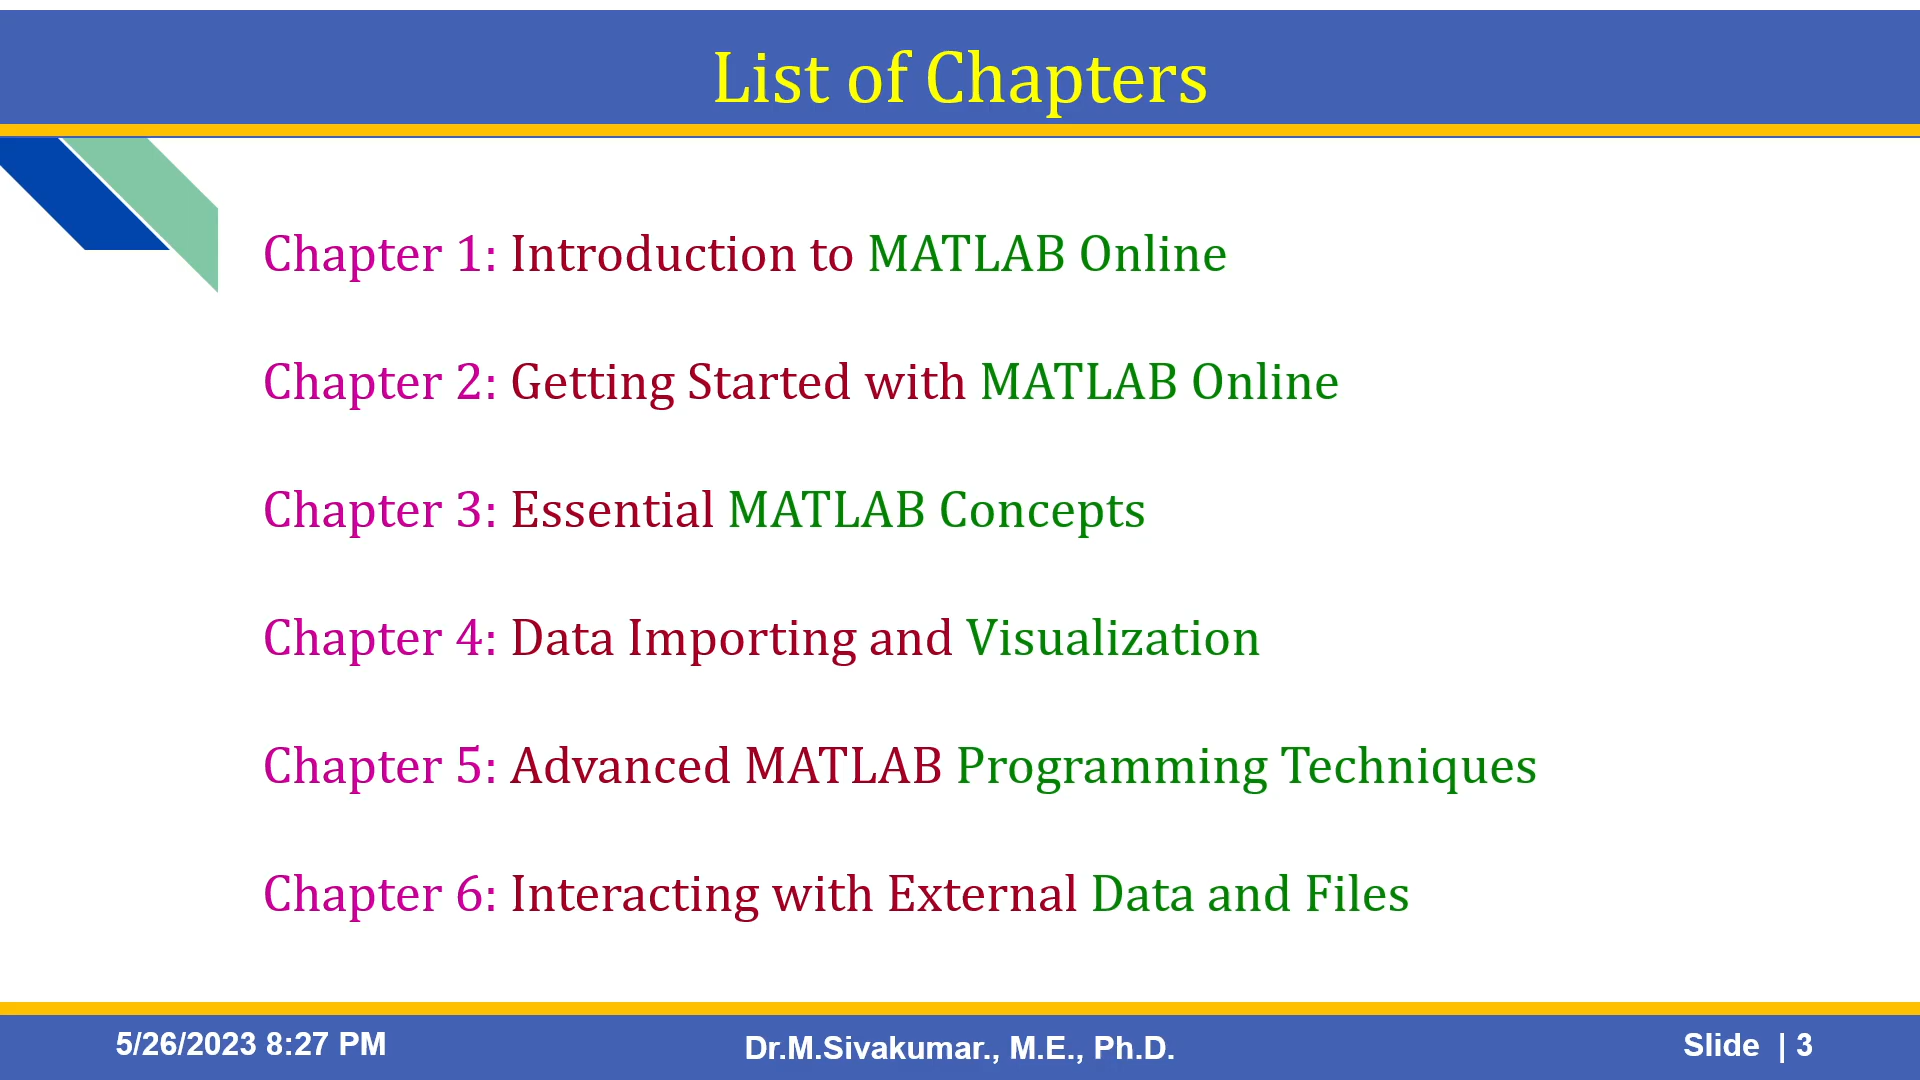 List of Chapters
Chapter 1: Introduction to MATLAB Online
Chapter 2: Getting Started with MATLAB Online
Chapter 3: Essential MATLAB Concepts
Chapter 4: Data Importing and Visualization
Chapter 5: Advanced MATLAB Programming Techniques
Chapter 6: Interacting with External Data and Files
5/26/2023 8:27 PM
Dr.M.Sivakumar., M.E., Ph.D.
Slide | 3